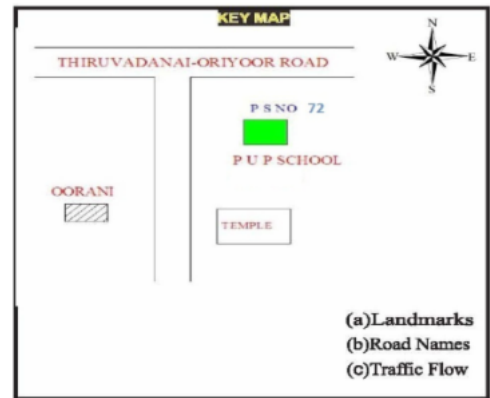 KEY MAP
N
W E
S
THIRUVADANAI-ORIYOOR ROAD
P S NO 72
P U P SCHOOL
OORANI
TEMPLE
(a)Landmarks
(b)Road Names
(c)Traffic Flow